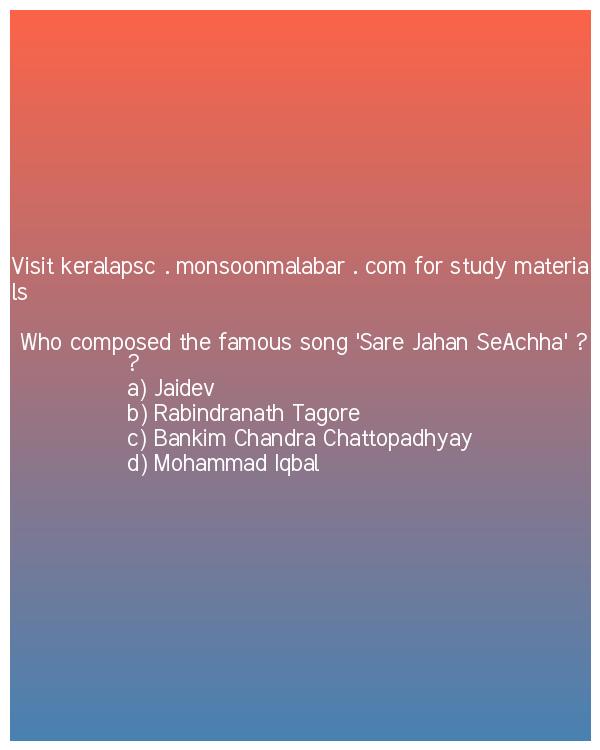 Visit keralapsc . monsoonmalabar . com for study materia
ls
Who composed the famous song 'Sare Jahan SeAchha' ?
?
a) Jaidev
b) Rabindranath Tagore
c) Bankim Chandra Chattopadhyay
d) Mohammad Iqbal